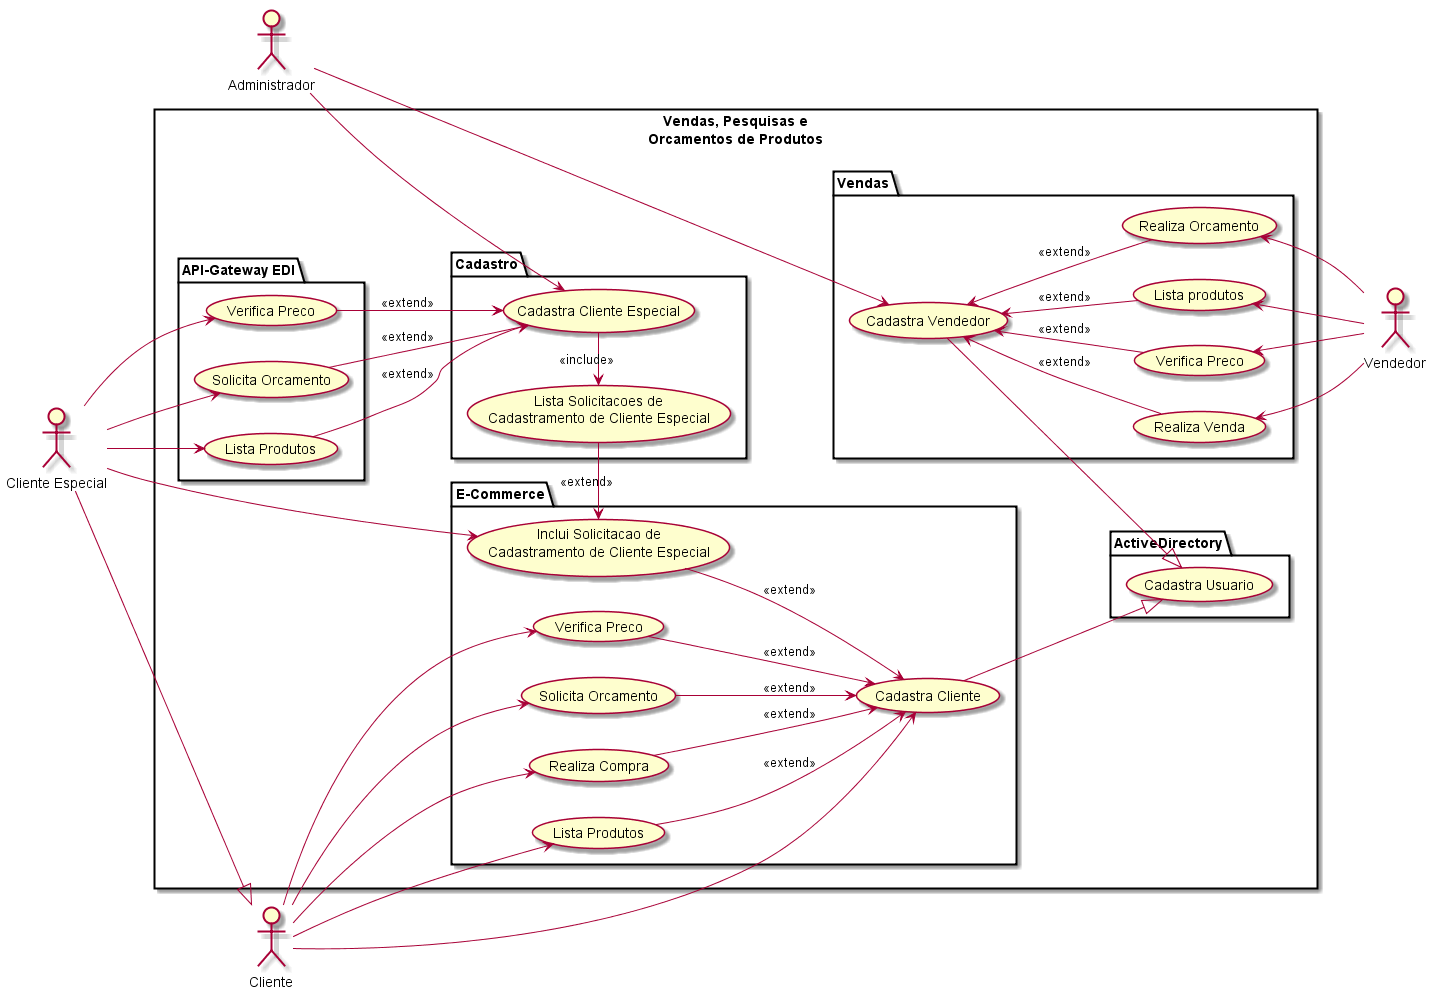 Administrador
Vendas, Pesquisas e
Orcamentos de Produtos
Vendas
Realiza Orcamento
«extend»
Lista produtos
«extend»
Cadastra Vendedor
«extend»
Verifica Preco
«extend»
Realiza Venda
Vendedor
API-Gateway EDI
Verifica Preco
«extend»
Solicita Orcamento
«extend»
«extend»
Lista Produtos
Cliente Especial
Cadastro
Cadastra Cliente Especial
«include»
Lista Solicitacoes de
Cadastramento de Cliente Especial
«extend»
E-Commerce
Inclui Solicitacao de
Cadastramento de Cliente Especial
«extend»
Verifica Preco
«extend»
Solicita Orcamento
«extend»
Cadastra Cliente
«extend»
Realiza Compra
«extend»
Lista Produtos
ActiveDirectory
Cadastra Usuario
Cliente